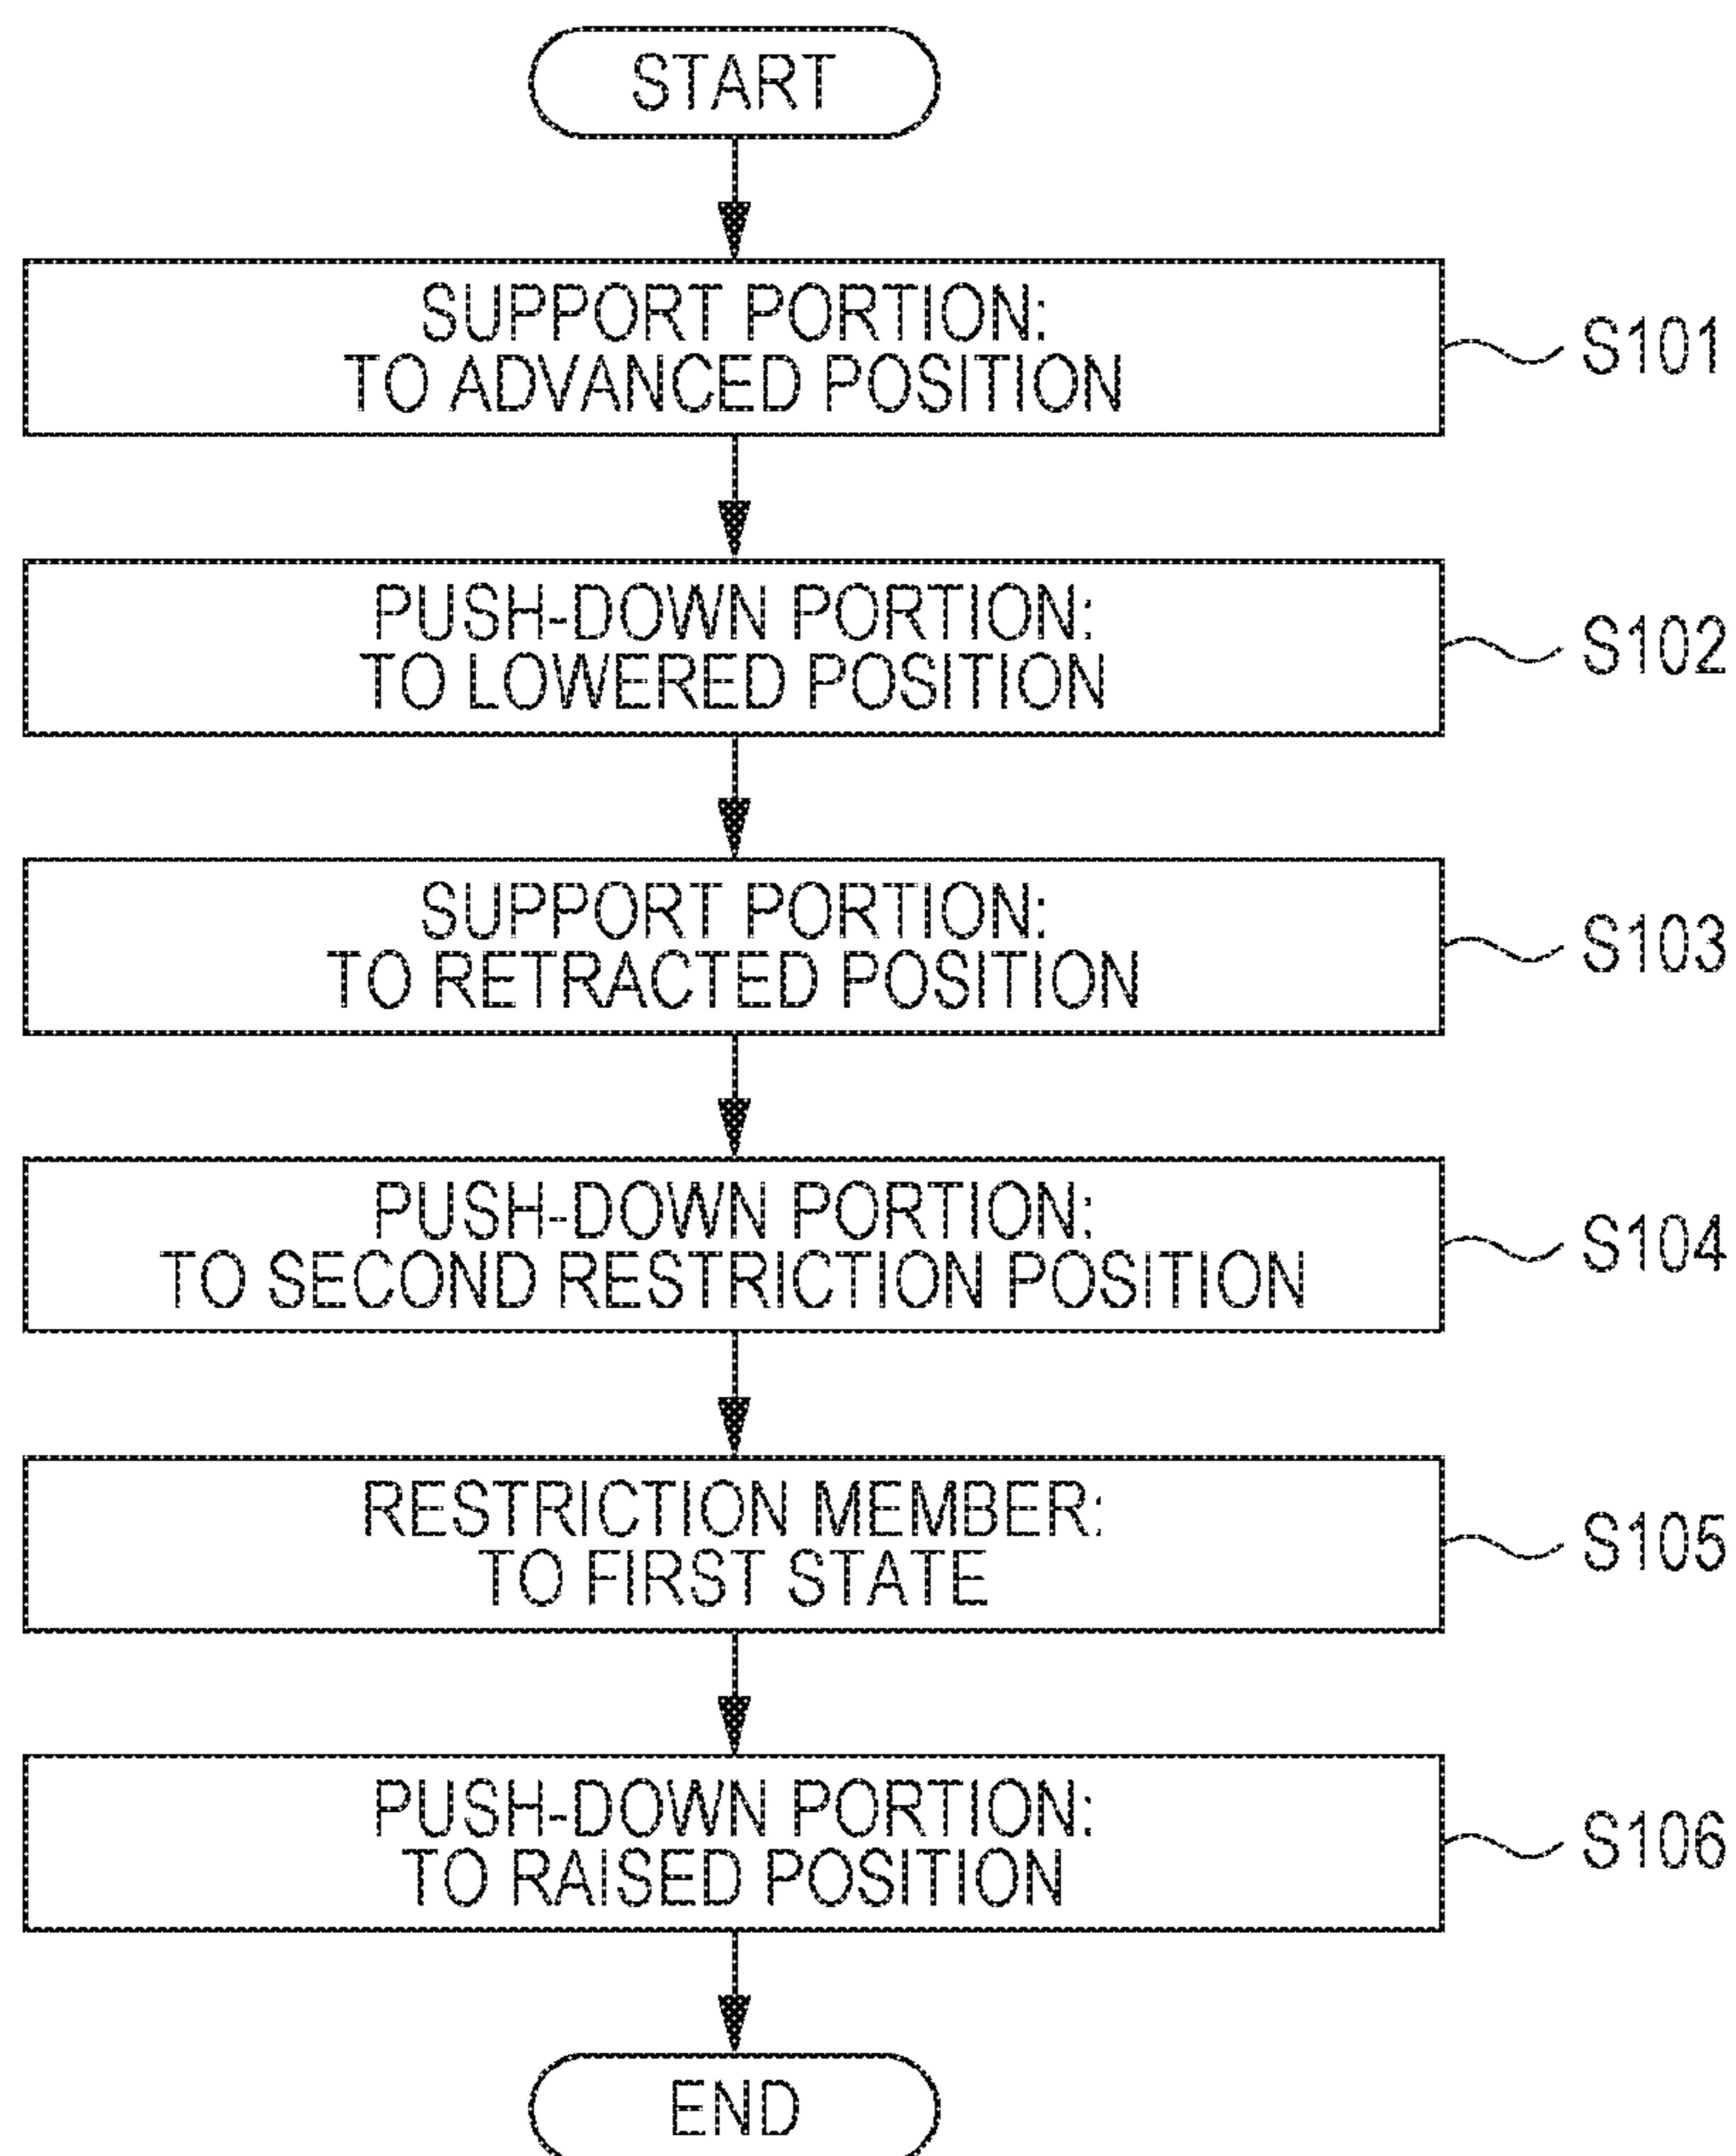 START
SUPPORT PORTION:
TO ADVANCED POSITION
S101
PUSH-DOWN PORTION:
TO LOWERED POSITION
S102
SUPPORT PORTION:
TO RETRACTED POSITION
S103
PUSH-DOWN PORTION:
TO SECOND RESTRICTION POSITION
S104
RESTRICTION MEMBER:
TO FIRST STATE
S105
PUSH-DOWN PORTION:
TO RAISED POSITION
S106
END